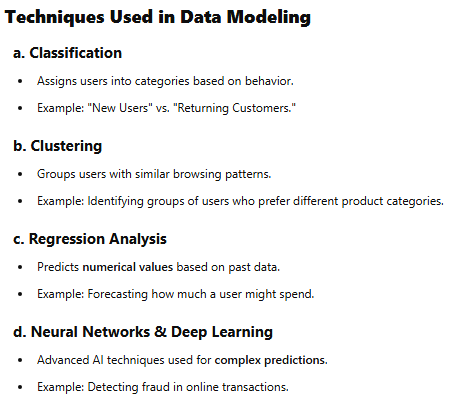 Techniques Used in Data Modeling
a. Classification
• Assigns users into categories based on behavior.
• Example: "New Users" vs. "Returning Customers."
b. Clustering
• Groups users with similar browsing patterns.
• Example: Identifying groups of users who prefer different product categories.
c. Regression Analysis
• Predicts numerical values based on past data.
• Example: Forecasting how much a user might spend.
d. Neural Networks & Deep Learning
• Advanced AI techniques used for complex predictions.
• Example: Detecting fraud in online transactions.